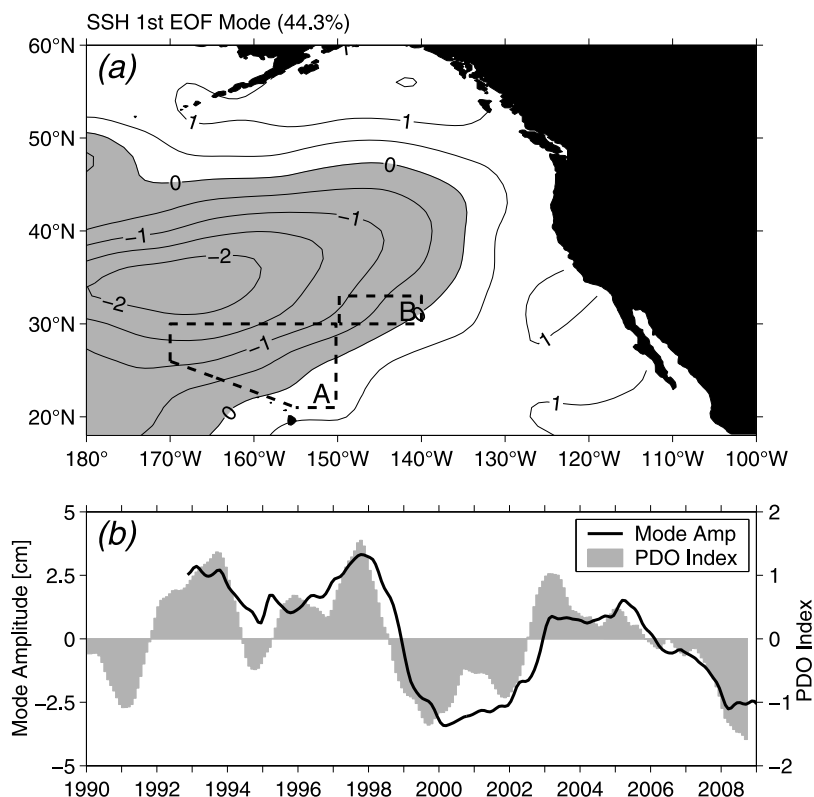 SSH 1st EOF Mode (44.3%)
60°N
(a)
1
1
1
50°N
0
0
40°N
−1
−1
−2
−2
B
0
30°N
−1
1
A
1
0
0
20°N
180° 170°W 160°W 150°W 140°W 130°W 120°W 110°W 100°W
5 2
(b)
Mode Amp
PDO Index
2.5 1
0 0
−2.5 −1
−5 −2
Mode Amplitude [cm]
PDO Index
1990 1992 1994 1996 1998 2000 2002 2004 2006 2008